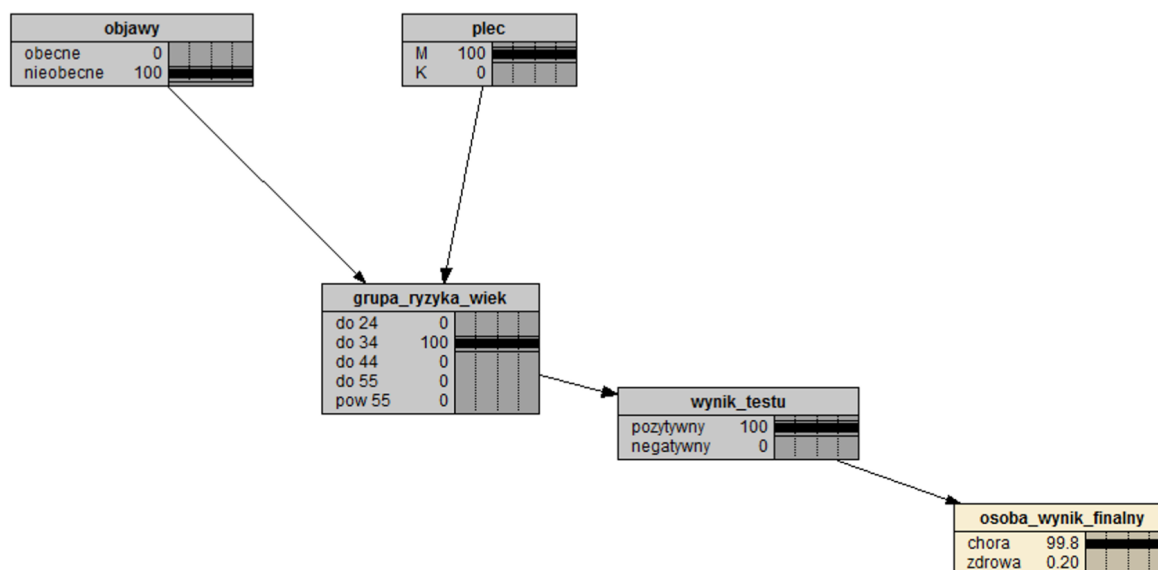 objawy
obecne 0
nieobecne 100
plec
M 100
K 0
grupa_ryzyka_wiek
do 24 0
do 34 100
do 44 0
do 55 0
pow 55 0
wynik_testu
pozytywny 100
negatywny 0
osoba_wynik_finalny
chora 99.8
zdrowa 0.20